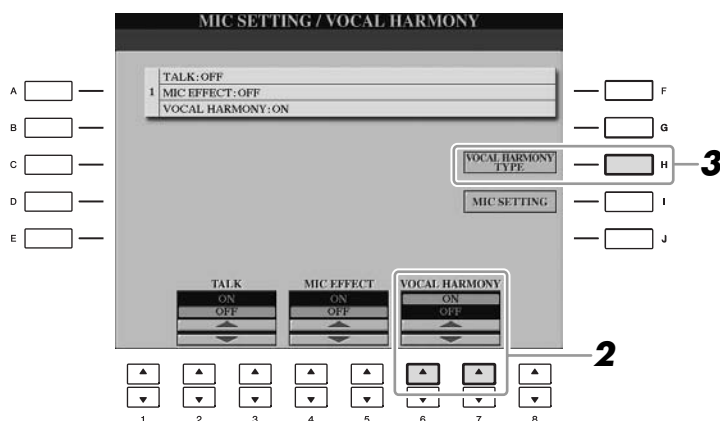 MIC SETTING / VOCAL HARMONY
TALK:OFF
1 MIC EFFECT:OFF
VOCAL HARMONY:ON
A
B
C
D
E
F
G
H
I
J
VOCAL HARMONY
TYPE
3
MIC SETTING
TALK
ON
OFF
MIC EFFECT
ON
OFF
VOCAL HARMONY
ON
OFF
2
1 2 3 4 5 6 7 8